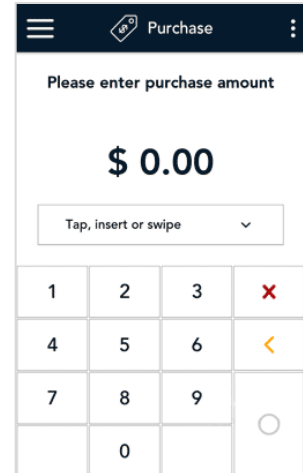 Purchase
Please enter purchase amount
$ 0.00
Tap, insert or swipe
1 2 3
4 5 6
7 8 9
0